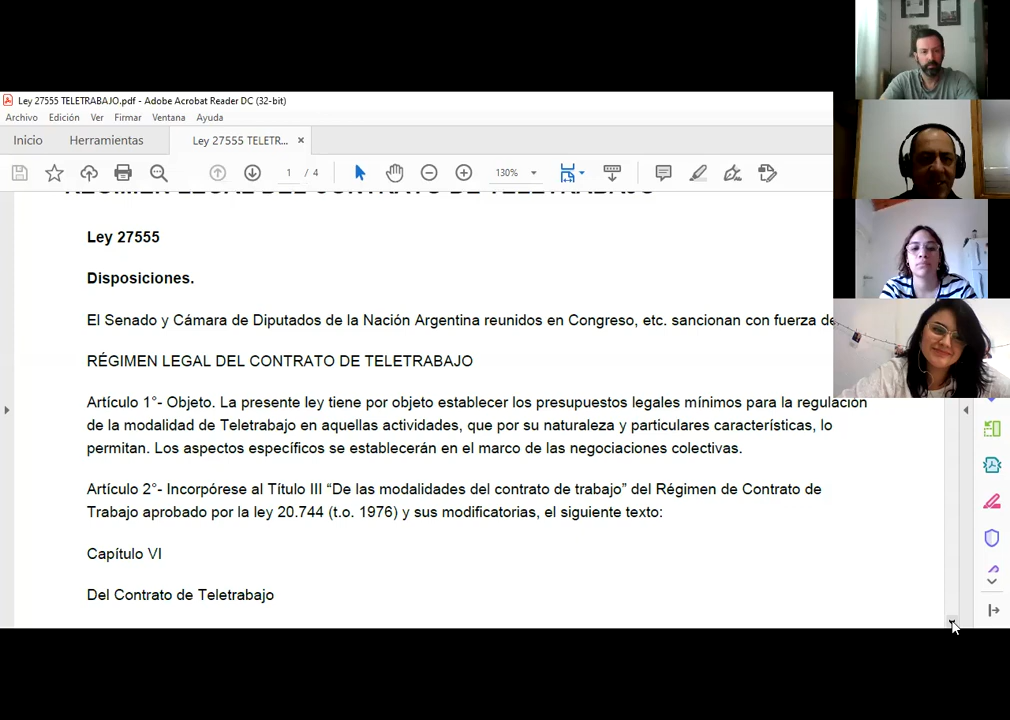 Ley 27555 TELETRABAJO.pdf - Adobe Acrobat Reader DC (32-bit)
Archivo Edición Ver Firmar Ventana Ayuda
Inicio Herramientas Ley 27555 TELETR... ×
1 / 4 130%
RÉGIMEN LEGAL DEL CONTRATO DE TELETRABAJO
Ley 27555
Disposiciones.
El Senado y Cámara de Diputados de la Nación Argentina reunidos en Congreso, etc. sancionan con fuerza de
RÉGIMEN LEGAL DEL CONTRATO DE TELETRABAJO
Artículo 1°- Objeto. La presente ley tiene por objeto establecer los presupuestos legales mínimos para la regulación
de la modalidad de Teletrabajo en aquellas actividades, que por su naturaleza y particulares características, lo
permitan. Los aspectos específicos se establecerán en el marco de las negociaciones colectivas.
Artículo 2°- Incorpórese al Título III “De las modalidades del contrato de trabajo” del Régimen de Contrato de
Trabajo aprobado por la ley 20.744 (t.o. 1976) y sus modificatorias, el siguiente texto:
Capítulo VI
Del Contrato de Teletrabajo